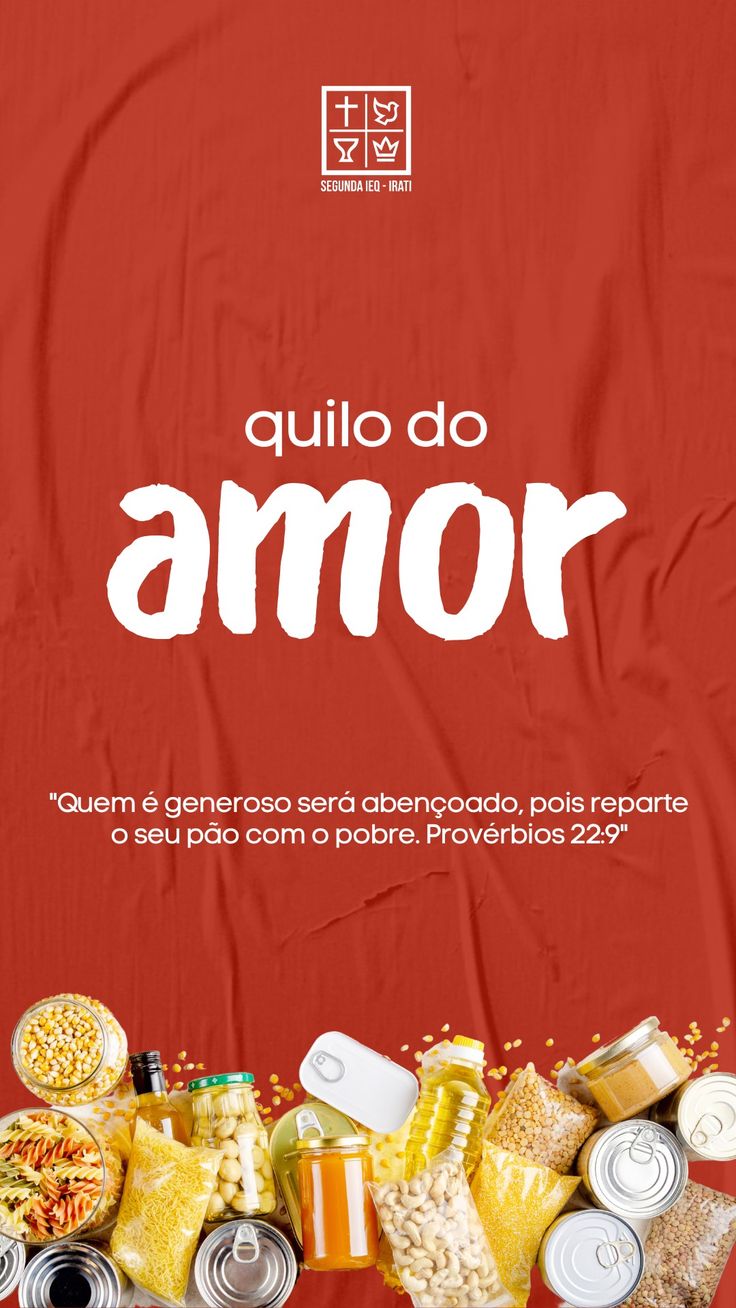 SEGUNDA IEQ - IRATI
quilo do
amor
"Quem é generoso será abençoado, pois reparte
o seu pão com o pobre. Provérbios 22:9"